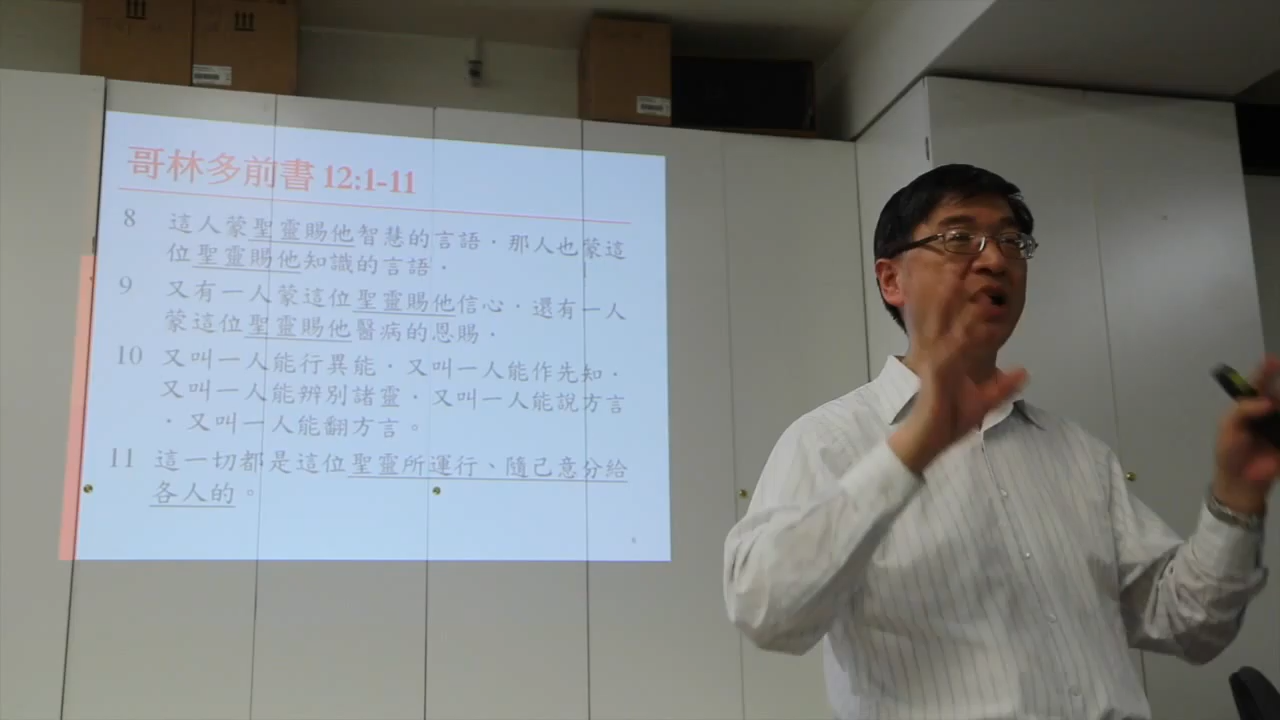 哥林多前書 12:1-11
8 這人蒙聖靈賜他智慧的言語．那人也蒙這
位聖靈賜他知識的言語．
9 又有一人蒙這位聖靈賜他信心．還有一人
蒙這位聖靈賜他醫病的恩賜．
10 又叫一人能行異能．又叫一人能作先知．
又叫一人能辨別諸靈．又叫一人能說方言
．又叫一人能翻方言。
11 這一切都是這位聖靈所運行、隨己意分給
各人的。